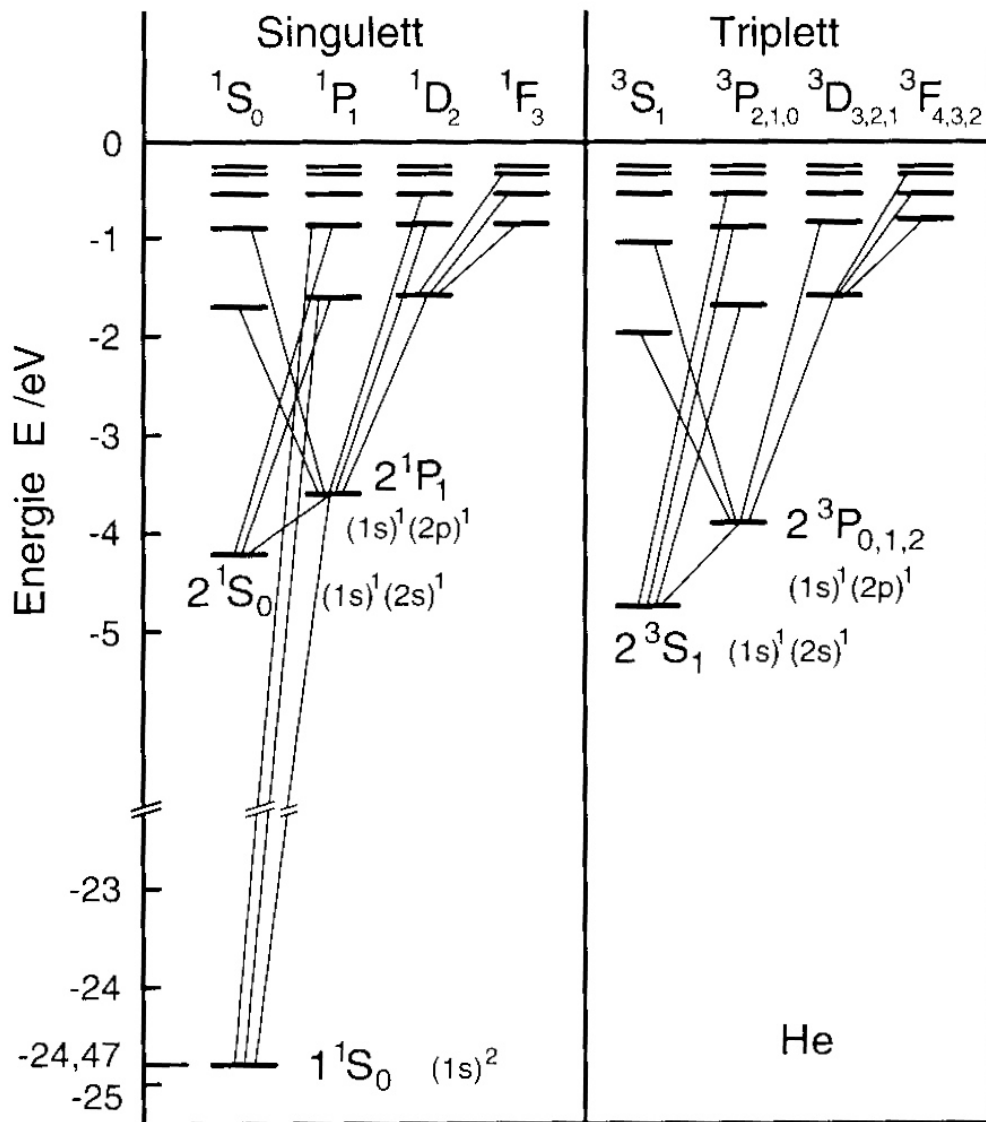 Singulett Triplett
¹S₀ ¹P₁ ¹D₂ ¹F₃ ³S₁ ³P₂,₁,₀ ³D₃,₂,₁ ³F₄,₃,₂
0
-1
-2
-3
2¹P₁
(1s)¹(2p)¹
-4
2³P₀,₁,₂
(1s)¹(2p)¹
2¹S₀ (1s)¹(2s)¹
-5
2³S₁ (1s)¹(2s)¹
Energie E /eV
-23
-24
He
-24,47
1¹S₀ (1s)²
-25